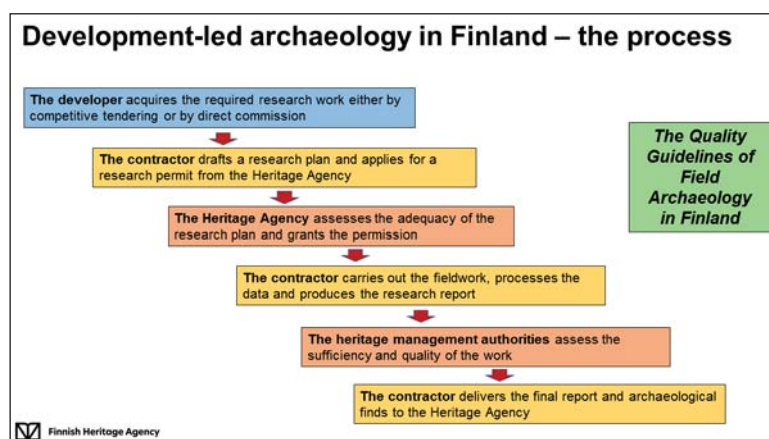 Development-led archaeology in Finland – the process
The developer acquires the required research work either by
competitive tendering or by direct commission
The contractor drafts a research plan and applies for a
research permit from the Heritage Agency
The Heritage Agency assesses the adequacy of the
research plan and grants the permission
The contractor carries out the fieldwork, processes the
data and produces the research report
The heritage management authorities assess the
sufficiency and quality of the work
The contractor delivers the final report and archaeological
finds to the Heritage Agency
The Quality
Guidelines of
Field
Archaeology
in Finland
Finnish Heritage Agency